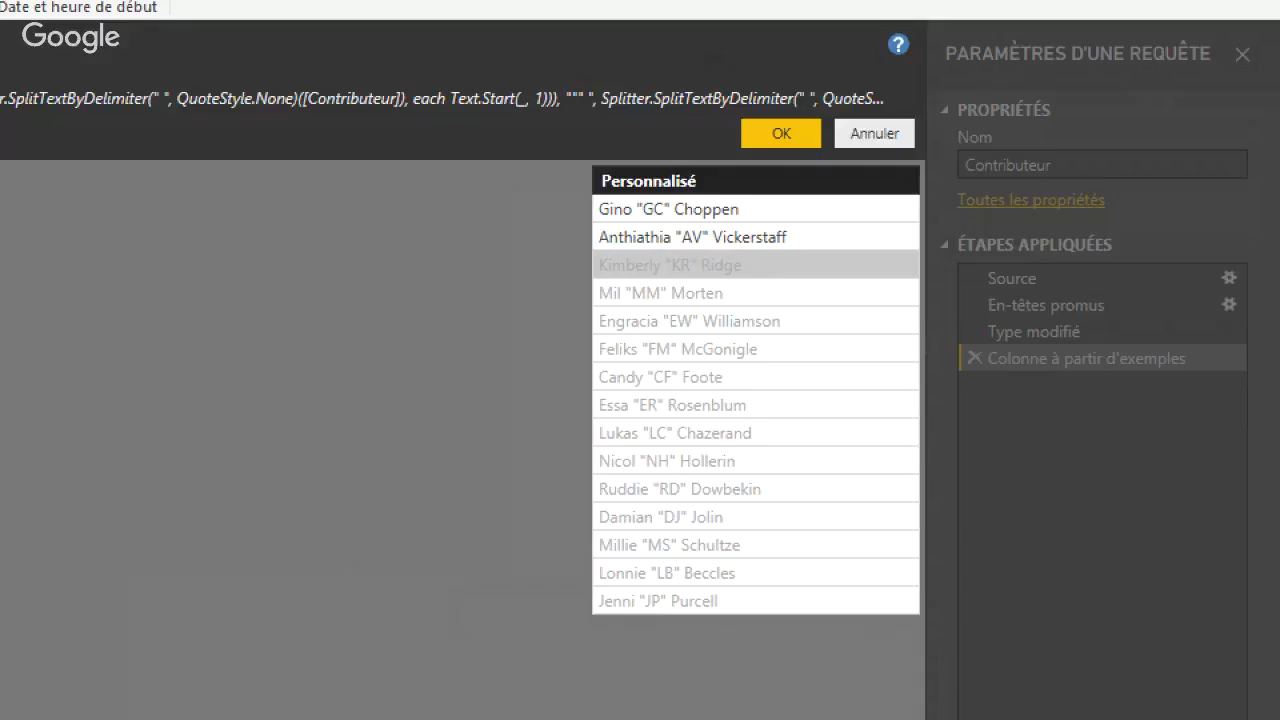 Date et heure de début
Google
r.SplitTextByDelimiter(" ", QuoteStyle.None)([Contributeur]), each Text.Start(_, 1))), """ ", Splitter.SplitTextByDelimiter(" ", QuoteS...
OK
Annuler
Personnalisé
Gino "GC" Choppen
Anthiathia "AV" Vickerstaff
Kimberly "KR" Ridge
Mil "MM" Morten
Engracia "EW" Williamson
Feliks "FM" McGonigle
Candy "CF" Foote
Essa "ER" Rosenblum
Lukas "LC" Chazerand
Nicol "NH" Hollerin
Ruddie "RD" Dowbekin
Damian "DJ" Jolin
Millie "MS" Schultze
Lonnie "LB" Beccles
Jenni "JP" Purcell
PARAMÈTRES D'UNE REQUÊTE
PROPRIÉTÉS
Nom
Contributeur
Toutes les propriétés
ÉTAPES APPLIQUÉES
Source
En-têtes promus
Type modifié
Colonne à partir d'exemples